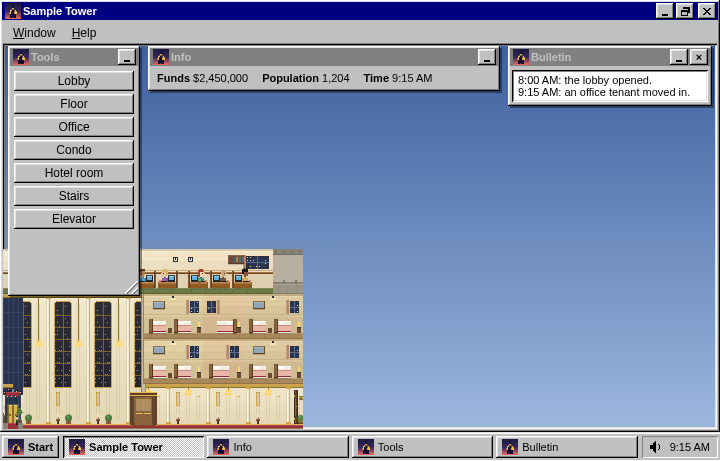 Sample Tower
Window Help
Tools
Lobby
Floor
Office
Condo
Hotel room
Stairs
Elevator
Info
Funds $2,450,000 Population 1,204 Time 9:15 AM
Bulletin
8:00 AM: the lobby opened.
9:15 AM: an office tenant moved in.
Start Sample Tower Info Tools Bulletin 9:15 AM